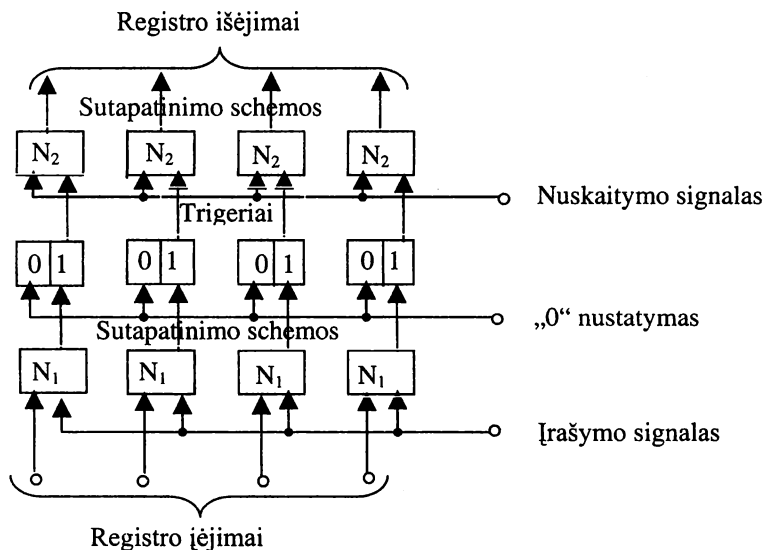 Registro išėjimai
Sutapatinimo schemos
N₂ N₂ N₂ N₂
Nuskaitymo signalas
Trigeriai
0 1 0 1 0 1 0 1
„0“ nustatymas
Sutapatinimo schemos
N₁ N₁ N₁ N₁
Įrašymo signalas
Registro įėjimai